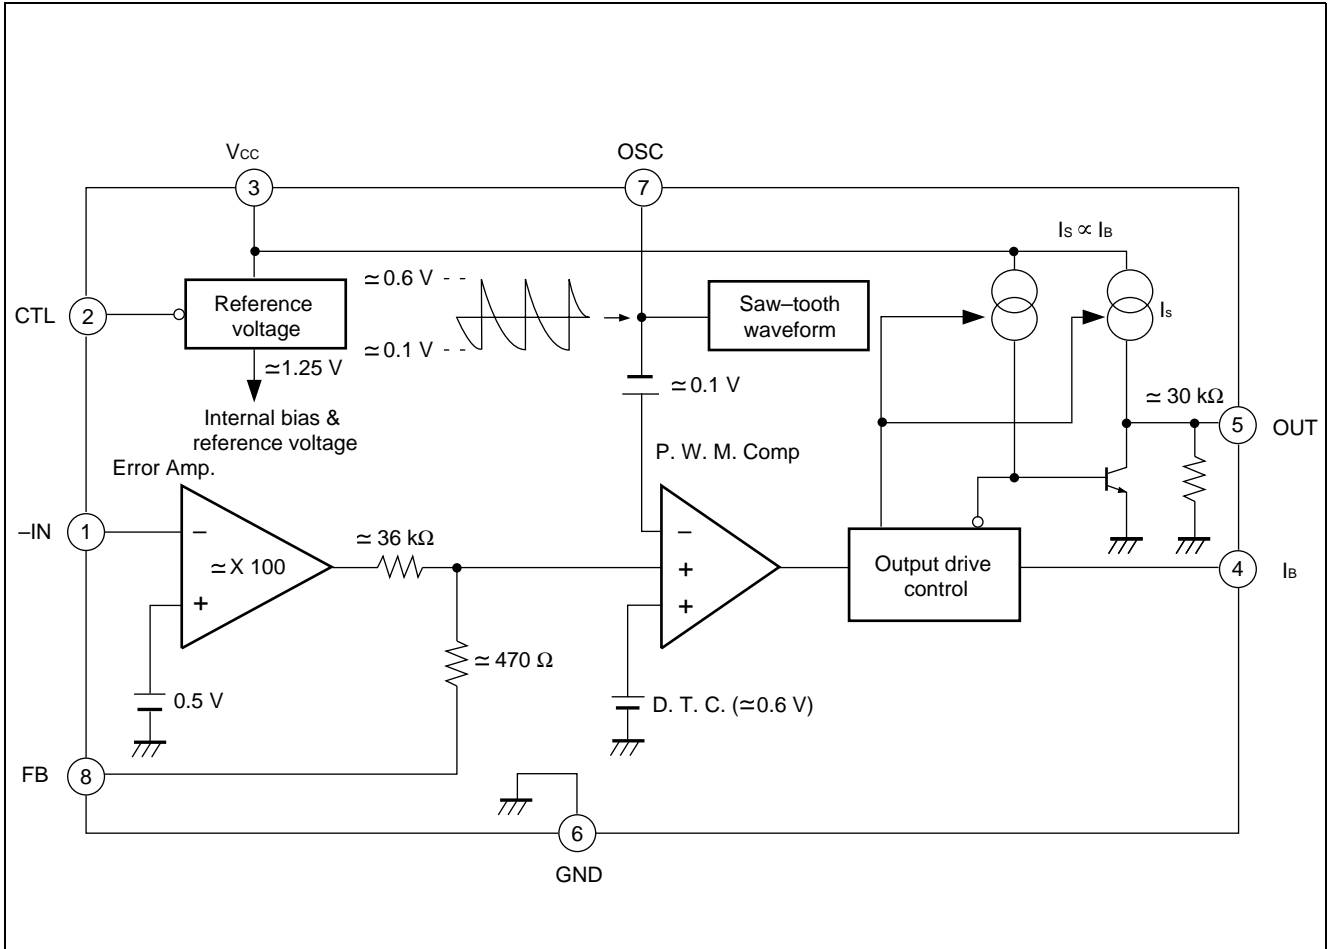 VCC
OSC
3
7
IS ∝ IB
≃0.6 V
CTL
2
Reference
voltage
Saw–tooth
waveform
IS
≃0.1 V
≃1.25 V
≃0.1 V
≃ 30 kΩ
Internal bias &
reference voltage
5
OUT
P. W. M. Comp
Error Amp.
–IN
1
–
≃ X 100
+
≃ 36 kΩ
–
+
+
Output drive
control
4
IB
≃ 470 Ω
0.5 V
D. T. C. (≃0.6 V)
FB
8
6
GND